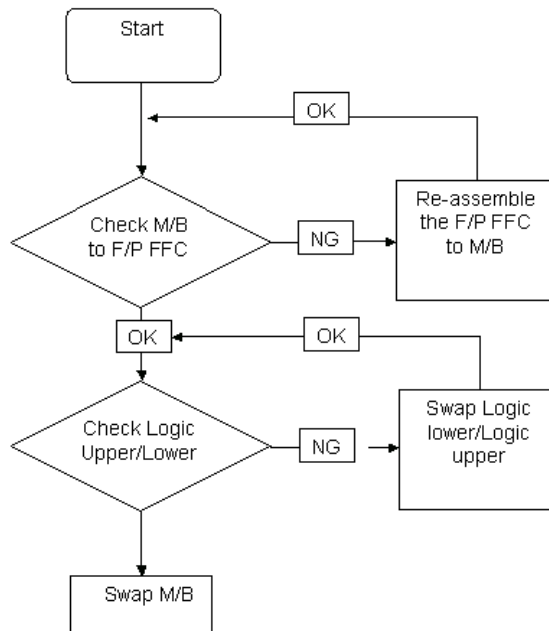 Start
OK
Check M/B
to F/P FFC
NG
Re-assemble
the F/P FFC
to M/B
OK
OK
Check Logic
Upper/Lower
NG
Swap Logic
lower/Logic
upper
Swap M/B